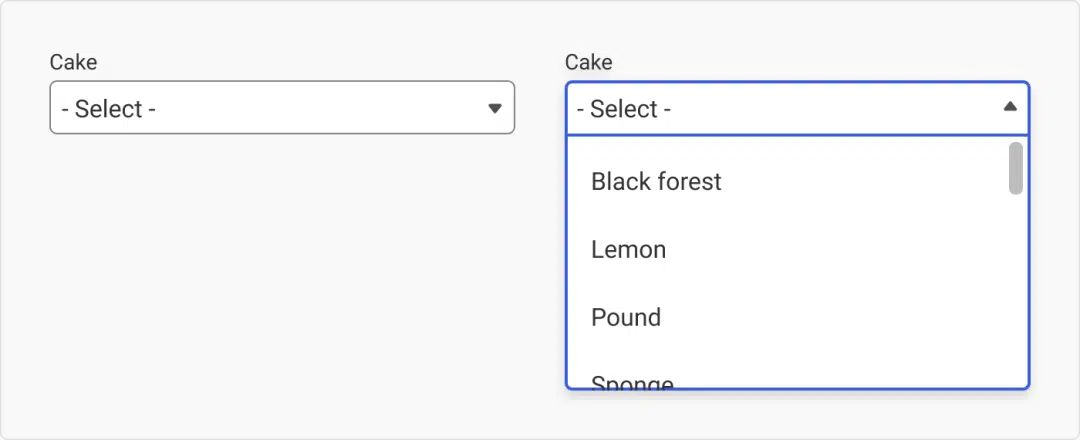 Cake
- Select -
Cake
- Select -
Black forest
Lemon
Pound
Sponge